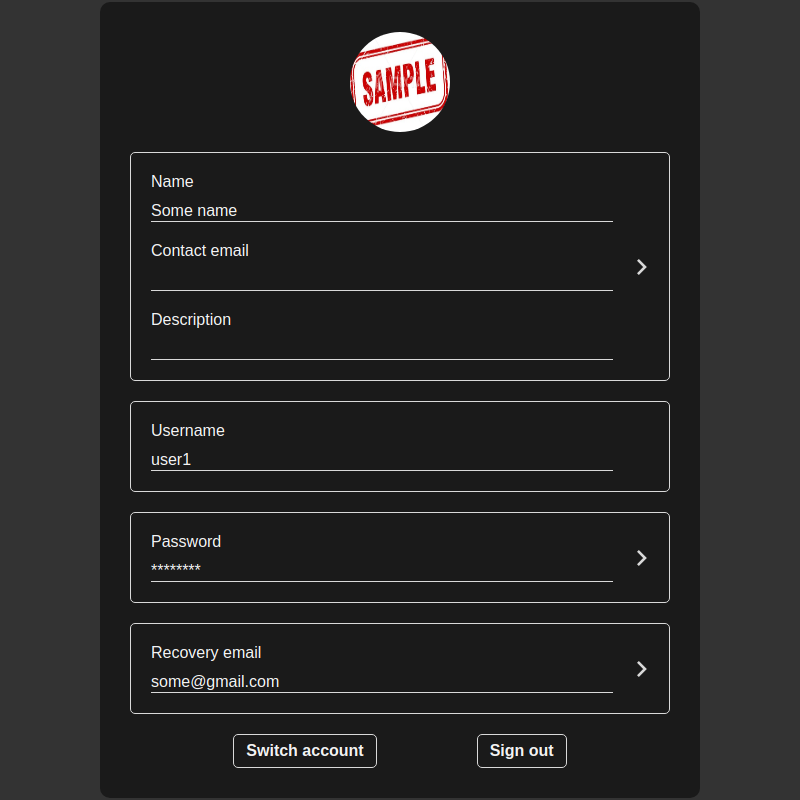 SAMPLE
Name
Some name
Contact email
Description
Username
user1
Password
********
Recovery email
some@gmail.com
Switch account
Sign out